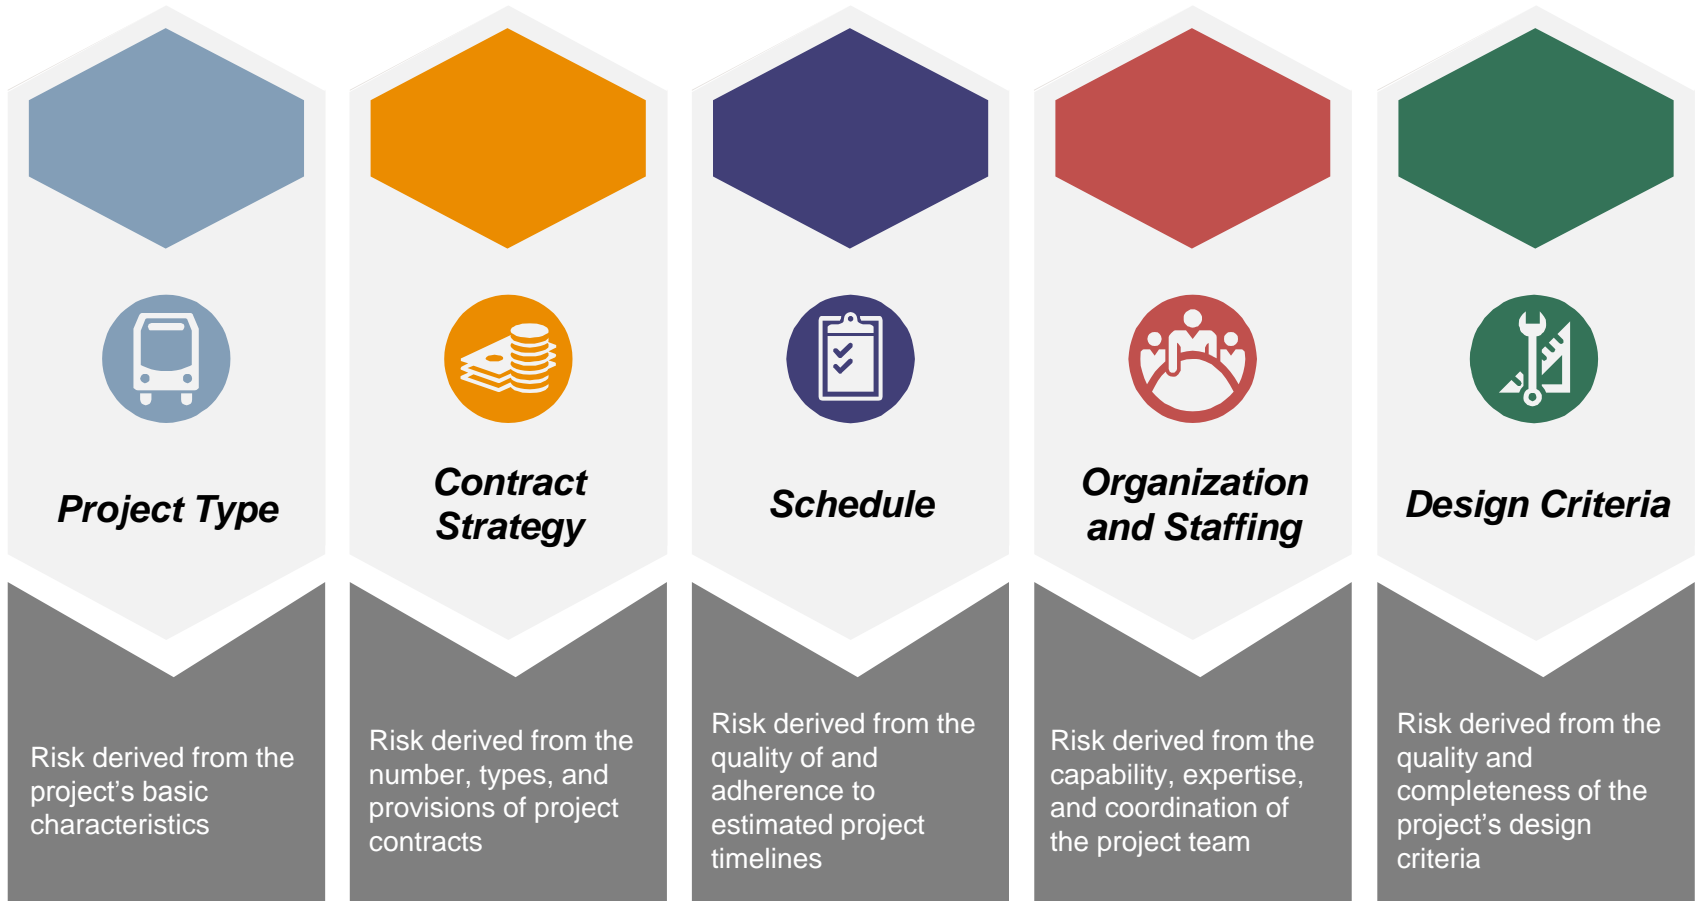 Project Type
Contract
Strategy
Schedule
Organization
and Staffing
Design Criteria
Risk derived from the
project’s basic
characteristics
Risk derived from the
number, types, and
provisions of project
contracts
Risk derived from the
quality of and
adherence to
estimated project
timelines
Risk derived from the
capability, expertise,
and coordination of
the project team
Risk derived from the
quality and
completeness of the
project’s design
criteria